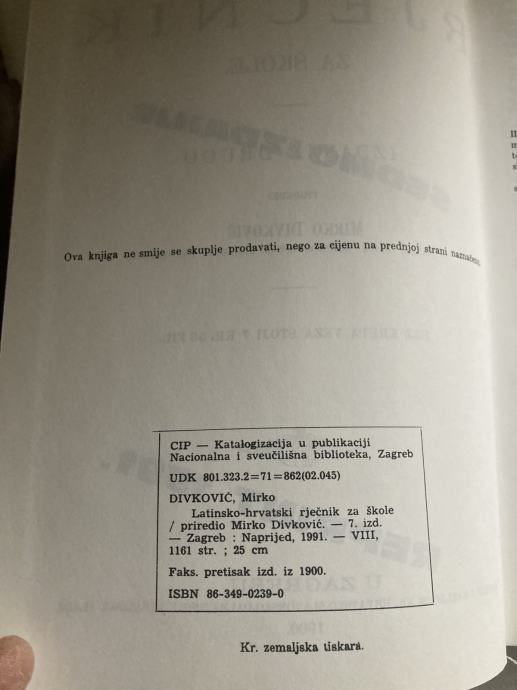 Ova knjiga ne smije se skuplje prodavati, nego za cijenu na prednjoj strani naznačenu.
CIP — Katalogizacija u publikaciji
Nacionalna i sveučilišna biblioteka, Zagreb
UDK 801.323.2=71=862(02.045)
DIVKOVIĆ, Mirko
Latinsko-hrvatski rječnik za škole
/ priredio Mirko Divković. — 7. izd.
— Zagreb : Naprijed, 1991. — VIII,
1161 str. ; 25 cm
Faks. pretisak izd. iz 1900.
ISBN 86-349-0239-0
Kr. zemaljska tiskara.